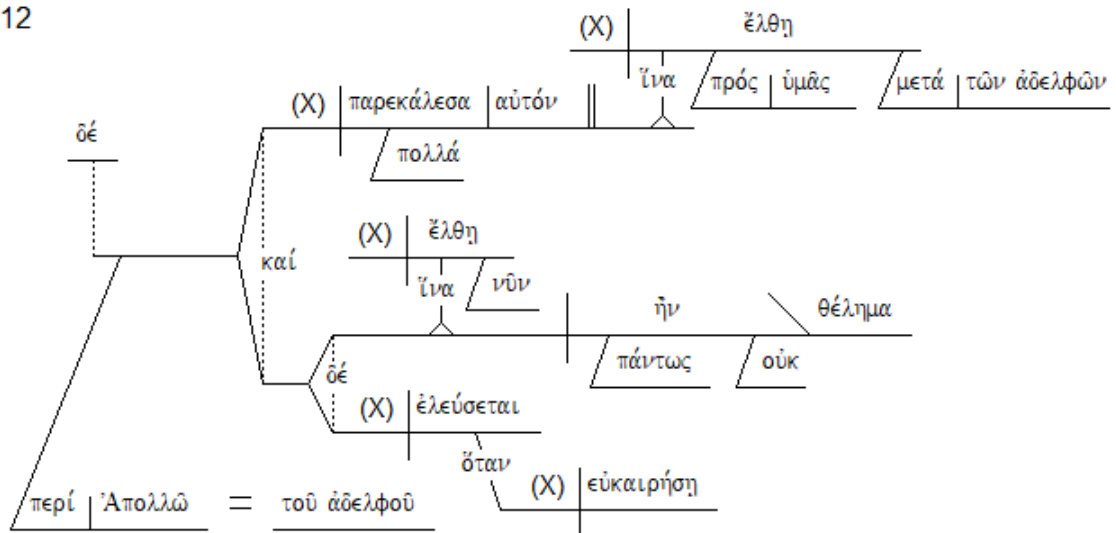 12
(X) ἔλθῃ
ἵνα πρός ὑμᾶς μετά τῶν ἀδελφῶν
(X) παρεκάλεσα αὐτόν
δέ
πολλά
(X) ἔλθῃ
καί
ἵνα νῦν
ἦν θέλημα
πάντως οὐκ
δέ
(X) ἐλεύσεται
ὅταν
(X) εὐκαιρήσῃ
περί Ἀπολλῶ = τοῦ ἀδελφοῦ